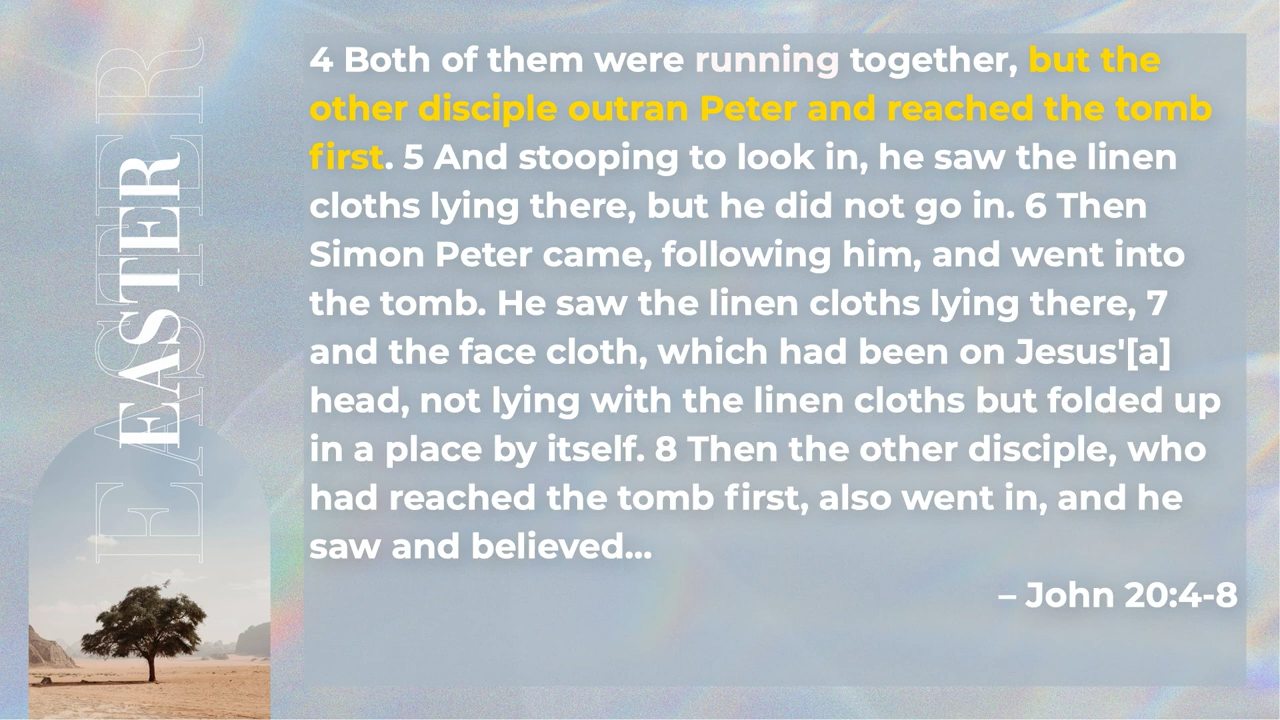 EASTER
EASTER
4 Both of them were running together, but the
other disciple outran Peter and reached the tomb
first. 5 And stooping to look in, he saw the linen
cloths lying there, but he did not go in. 6 Then
Simon Peter came, following him, and went into
the tomb. He saw the linen cloths lying there, 7
and the face cloth, which had been on Jesus'[a]
head, not lying with the linen cloths but folded up
in a place by itself. 8 Then the other disciple, who
had reached the tomb first, also went in, and he
saw and believed...
– John 20:4-8